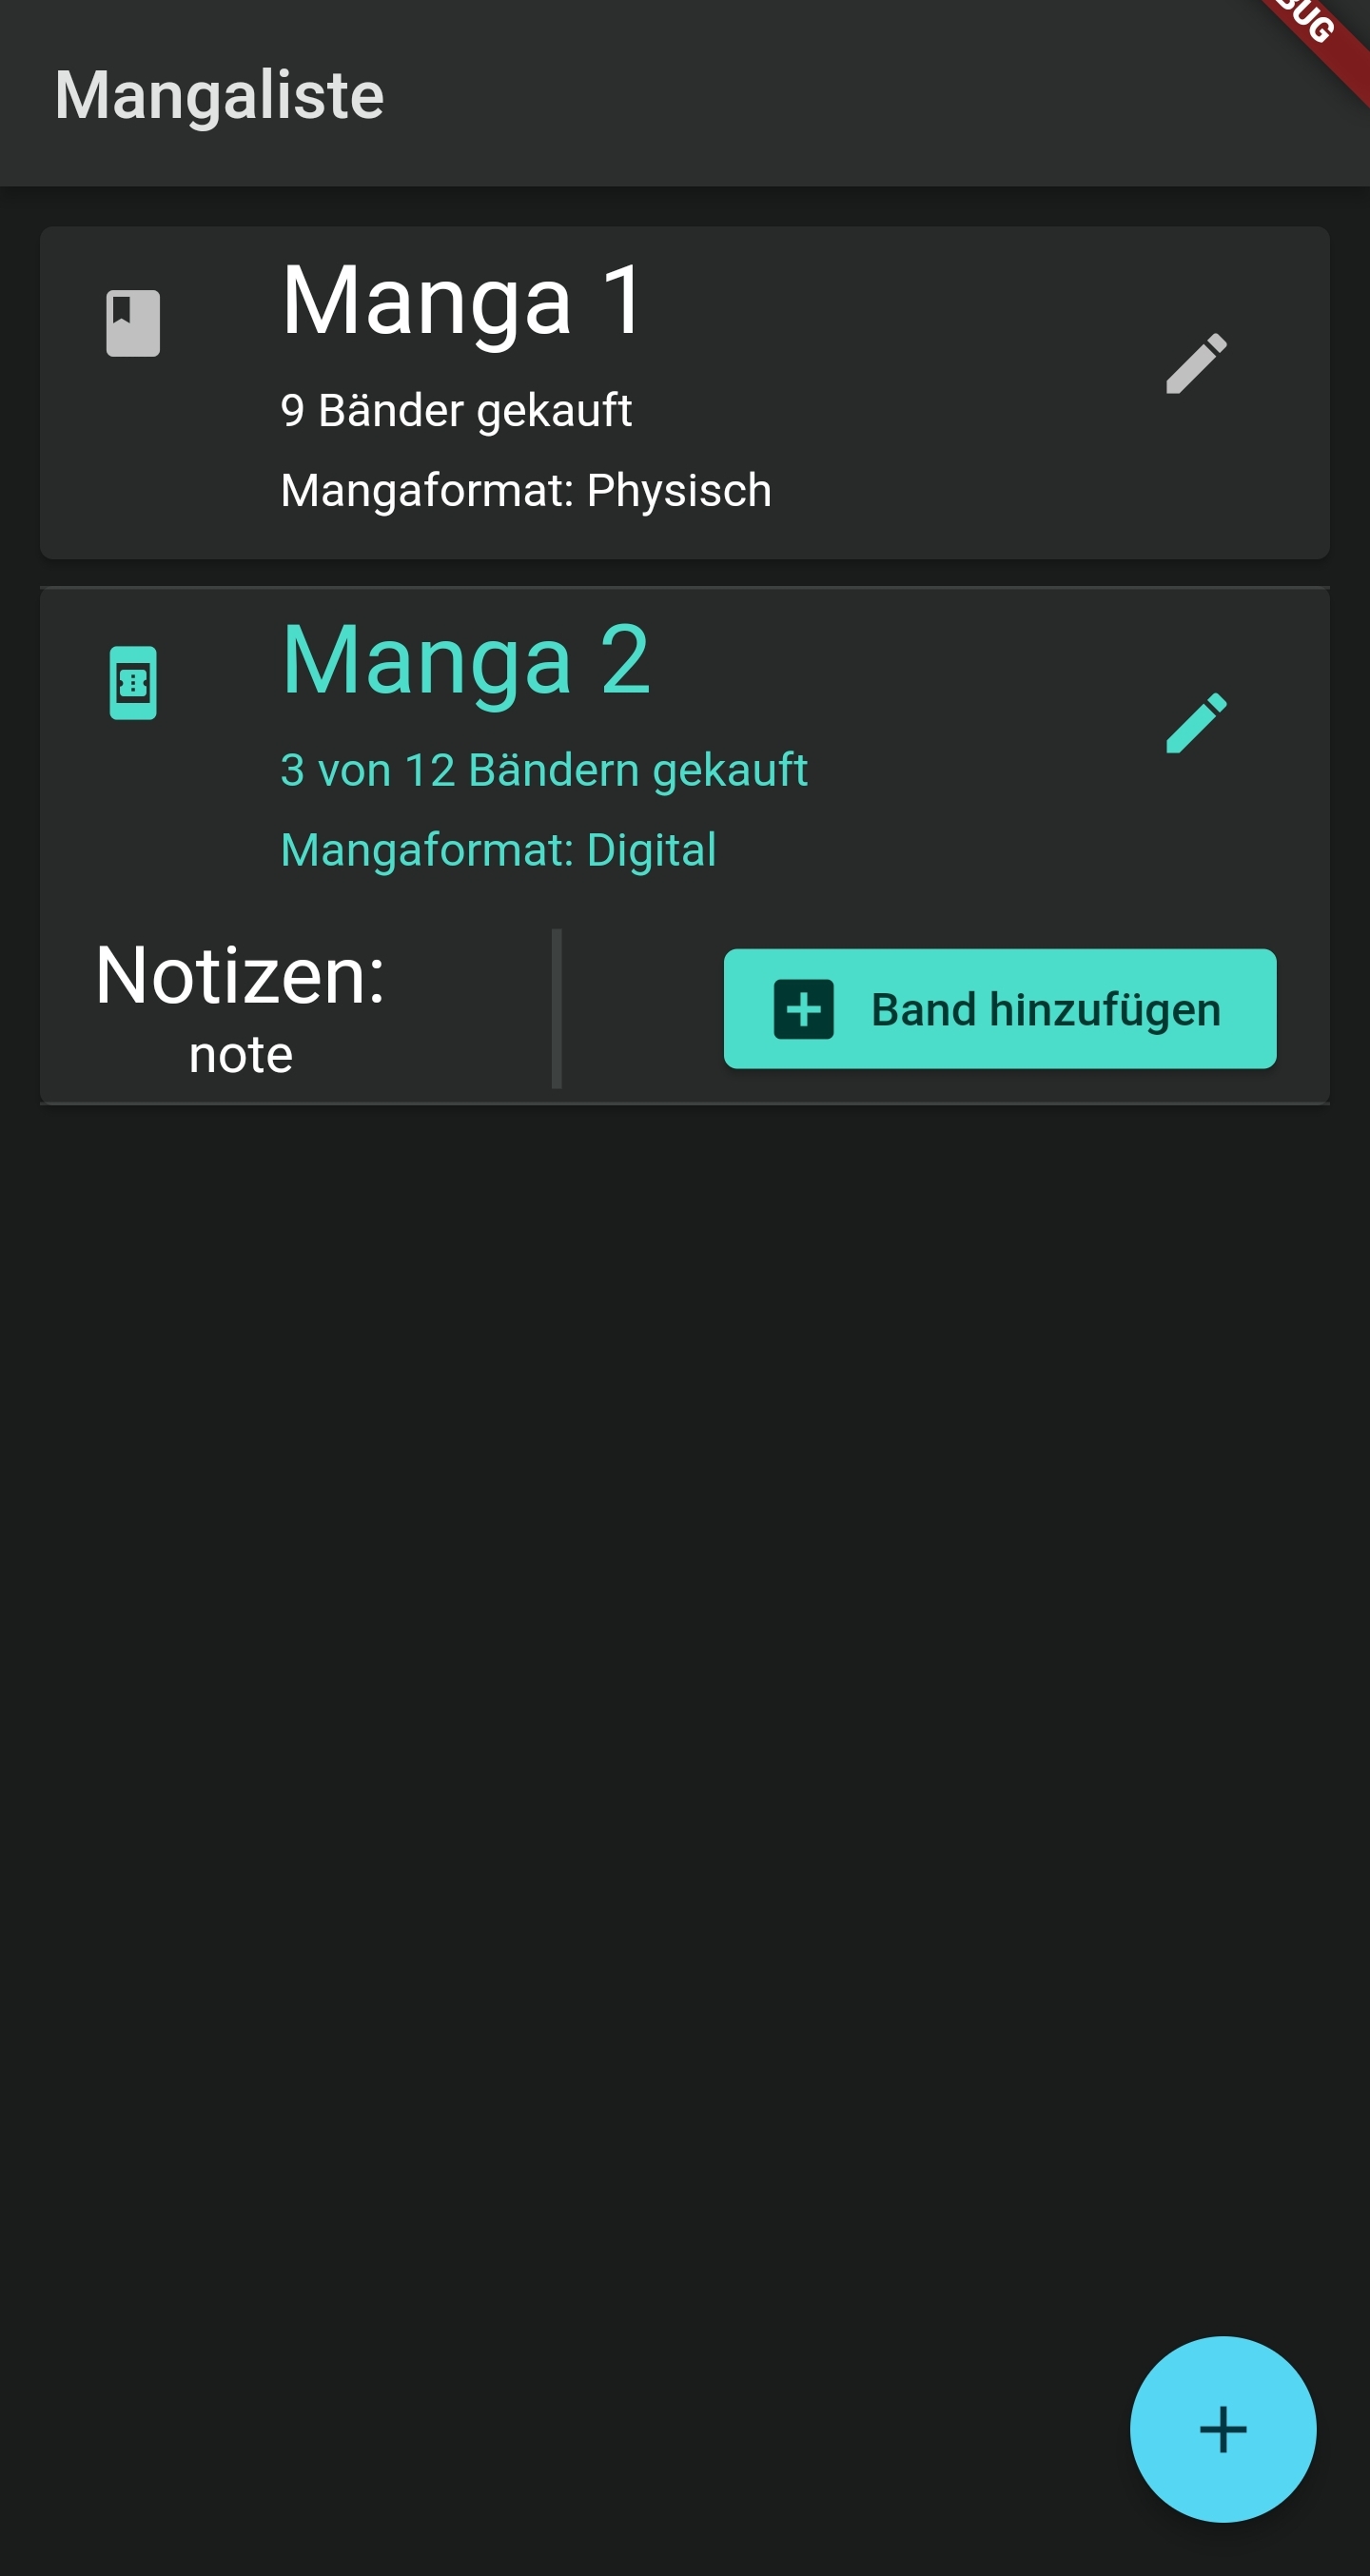 BUG
Mangaliste
Manga 1
9 Bänder gekauft
Mangaformat: Physisch
Manga 2
3 von 12 Bändern gekauft
Mangaformat: Digital
Notizen:
note
Band hinzufügen